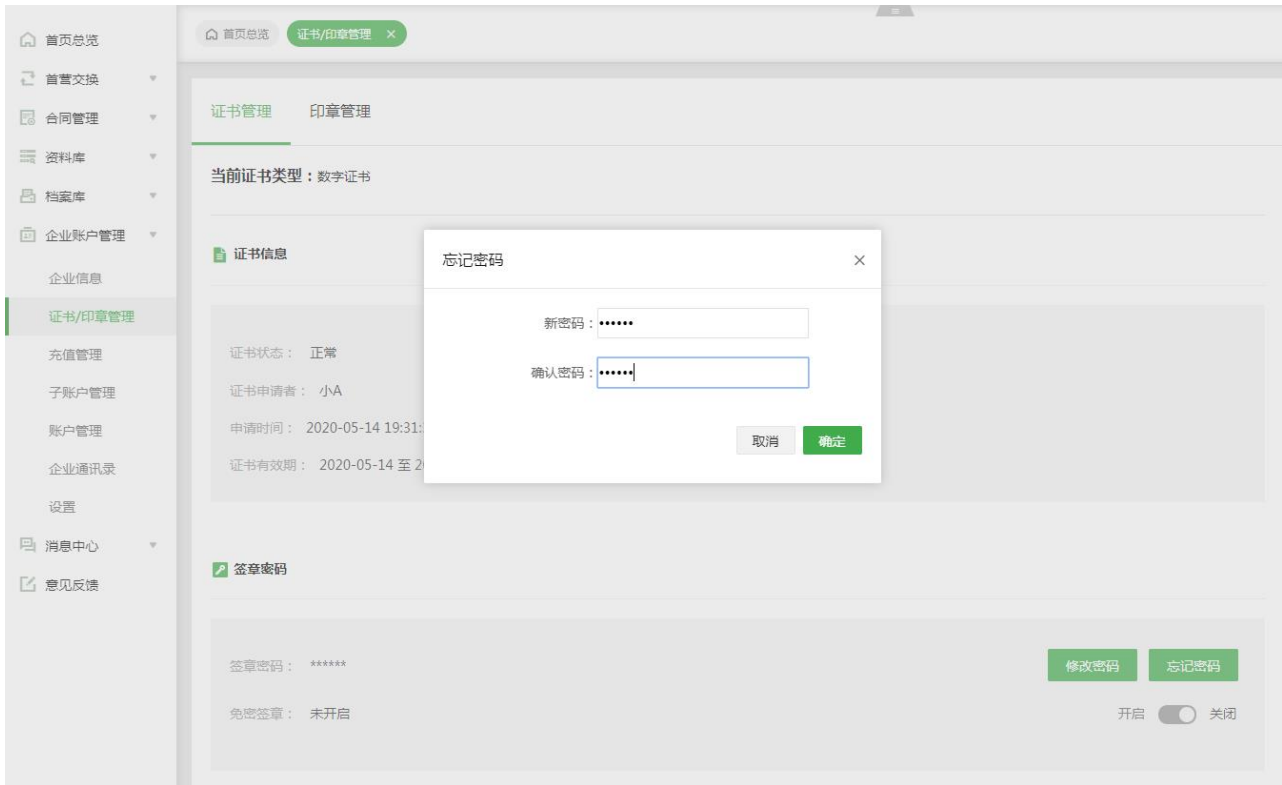 首页总览
首营交换
合同管理
资料库
档案库
企业账户管理
企业信息
证书/印章管理
充值管理
子账户管理
账户管理
企业通讯录
设置
消息中心
意见反馈
首页总览 证书/印章管理 ×
证书管理 印章管理
当前证书类型：数字证书
证书信息
证书状态： 正常
证书申请者： 小A
申请时间： 2020-05-14 19:31:
证书有效期： 2020-05-14 至 2
忘记密码 ×
新密码：••••••
确认密码：••••••
取消 确定
签章密码
签章密码： ****** 修改密码 忘记密码
免密签章： 未开启 开启 关闭